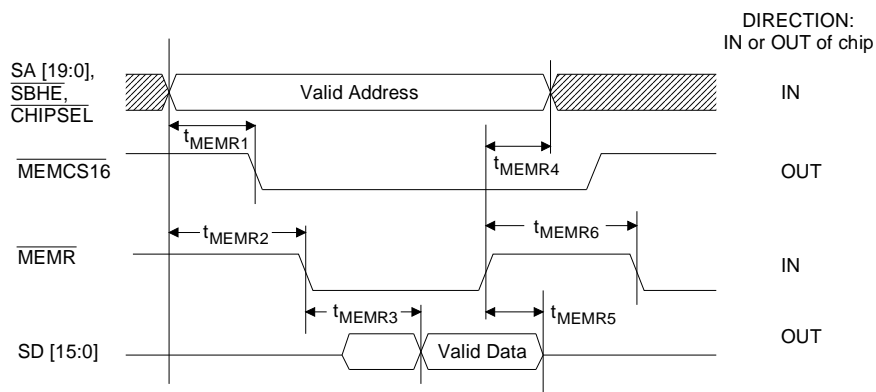 DIRECTION:
IN or OUT of chip
SA [19:0],
SBHE,
CHIPSEL
Valid Address
IN
tMEMR1
tMEMR4
MEMCS16
OUT
tMEMR2
tMEMR6
MEMR
IN
tMEMR3
tMEMR5
SD [15:0]
Valid Data
OUT